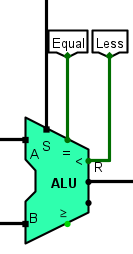 Equal Less
S
A = <
ALU R
B ≥